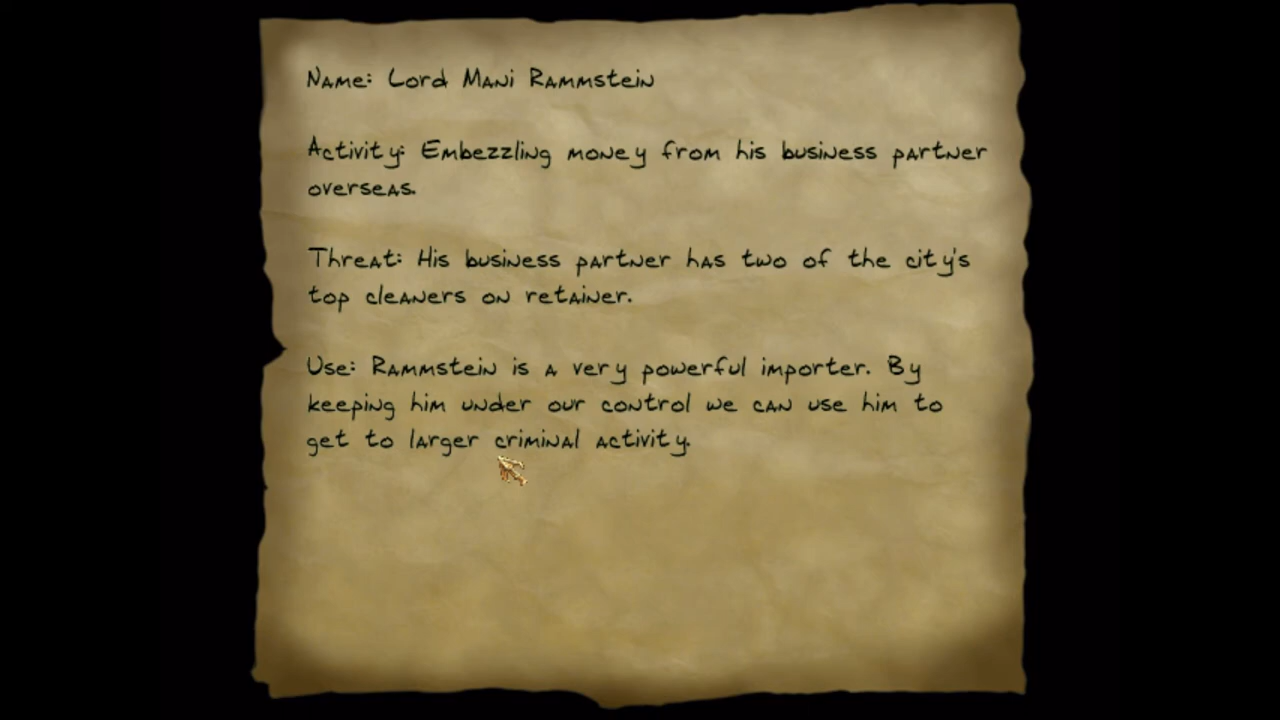 Name: Lord Mani Rammstein
Activity: Embezzling money from his business partner
overseas.
Threat: His business partner has two of the city's
top cleaners on retainer.
Use: Rammstein is a very powerful importer. By
keeping him under our control we can use him to
get to larger criminal activity.